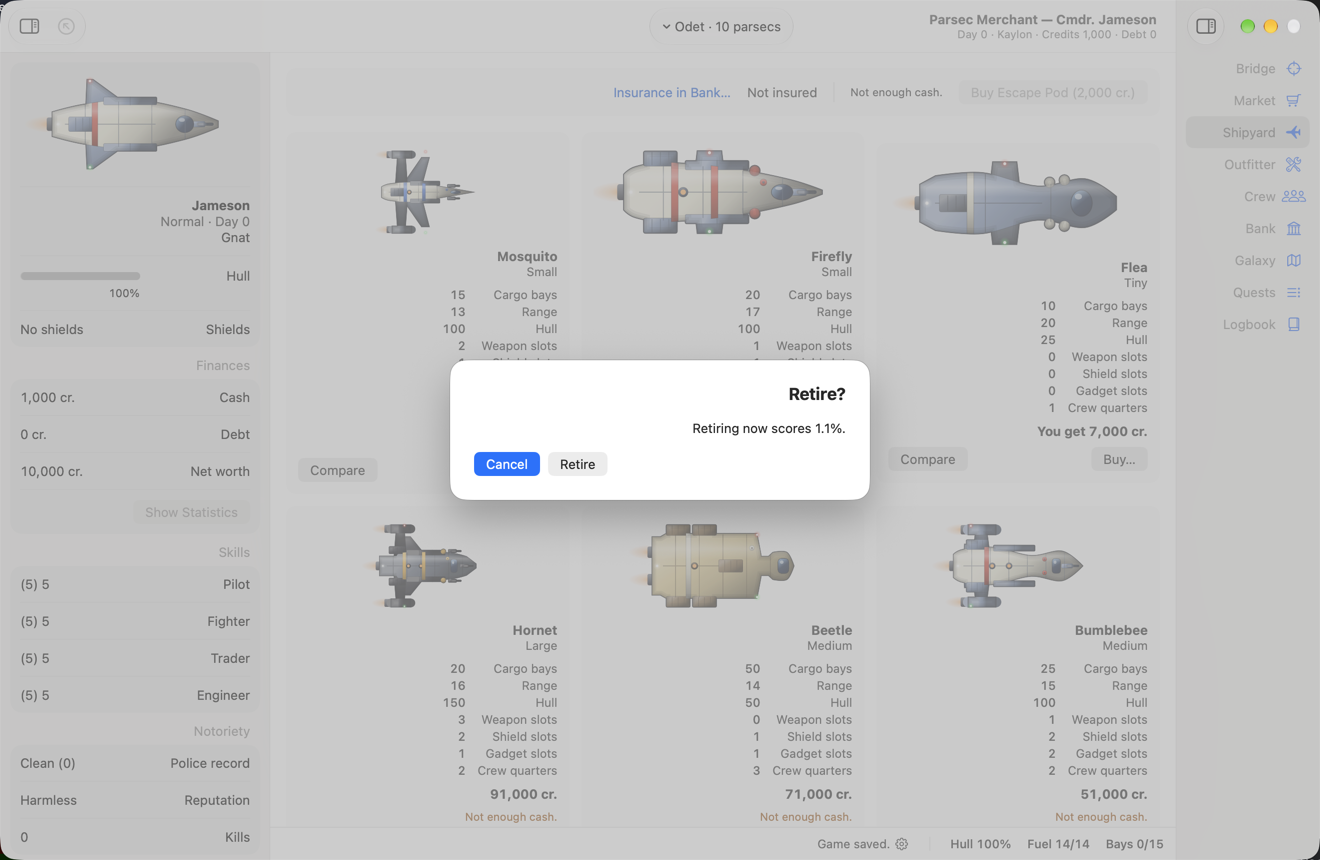 Odet · 10 parsecs
Parsec Merchant — Cmdr. Jameson
Day 0 · Kaylon · Credits 1,000 · Debt 0
Bridge
Market
Shipyard
Outfitter
Crew
Bank
Galaxy
Quests
Logbook
Jameson
Normal · Day 0
Gnat
Hull
100%
No shields Shields
Finances
1,000 cr. Cash
0 cr. Debt
10,000 cr. Net worth
Show Statistics
Skills
(5) 5 Pilot
(5) 5 Fighter
(5) 5 Trader
(5) 5 Engineer
Notoriety
Clean (0) Police record
Harmless Reputation
0 Kills
Insurance in Bank... Not insured Not enough cash. Buy Escape Pod (2,000 cr.)
Mosquito
Small
15 Cargo bays
13 Range
100 Hull
2 Weapon slots
Compare
Firefly
Small
20 Cargo bays
17 Range
100 Hull
1 Weapon slots
Flea
Tiny
10 Cargo bays
20 Range
25 Hull
0 Weapon slots
0 Shield slots
0 Gadget slots
1 Crew quarters
You get 7,000 cr.
Compare Buy...
Retire?
Retiring now scores 1.1%.
Cancel Retire
Hornet
Large
20 Cargo bays
16 Range
150 Hull
3 Weapon slots
2 Shield slots
1 Gadget slots
2 Crew quarters
91,000 cr.
Not enough cash.
Beetle
Medium
50 Cargo bays
14 Range
50 Hull
0 Weapon slots
1 Shield slots
1 Gadget slots
3 Crew quarters
71,000 cr.
Not enough cash.
Bumblebee
Medium
25 Cargo bays
15 Range
100 Hull
1 Weapon slots
2 Shield slots
2 Gadget slots
2 Crew quarters
51,000 cr.
Not enough cash.
Game saved. Hull 100% Fuel 14/14 Bays 0/15